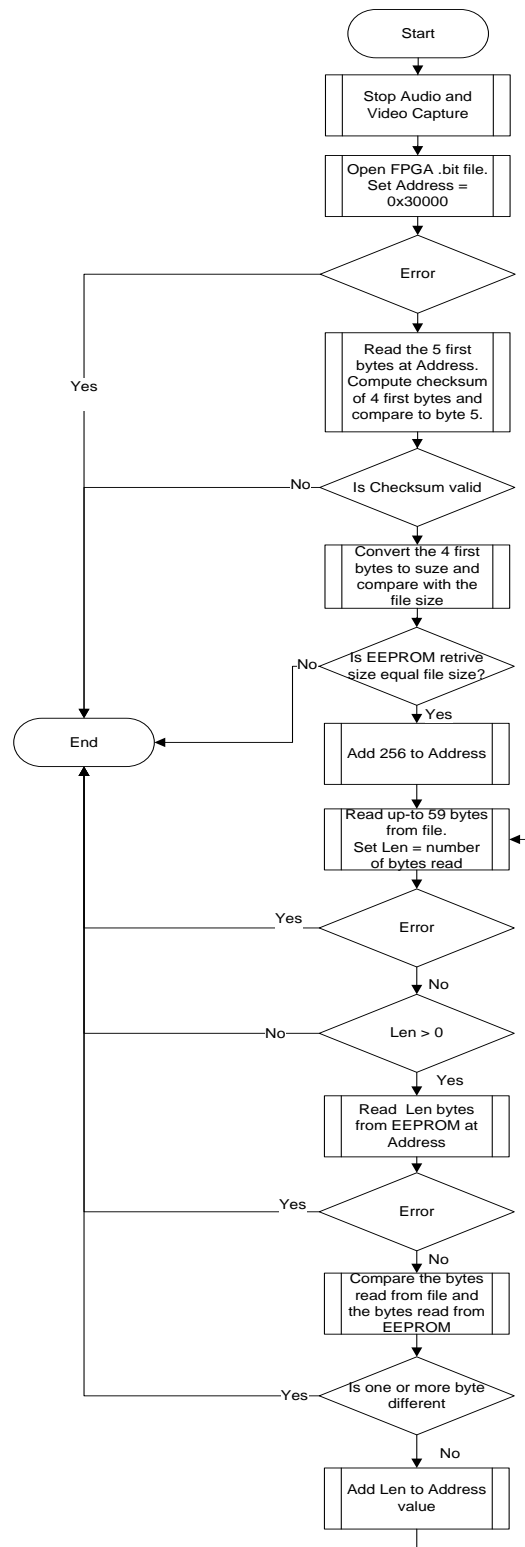 Start
Stop Audio and
Video Capture
Open FPGA .bit file.
Set Address =
0x30000
Error
Yes
Read the 5 first
bytes at Address.
Compute checksum
of 4 first bytes and
compare to byte 5.
No
Is Checksum valid
Convert the 4 first
bytes to suze and
compare with the
file size
Is EEPROM retrive
size equal file size?
No
Yes
End
Add 256 to Address
Read up-to 59 bytes
from file.
Set Len = number
of bytes read
Yes
Error
No
No
Len > 0
Yes
Read Len bytes
from EEPROM at
Address
Yes
Error
No
Compare the bytes
read from file and
the bytes read from
EEPROM
Yes
Is one or more byte
different
No
Add Len to Address
value